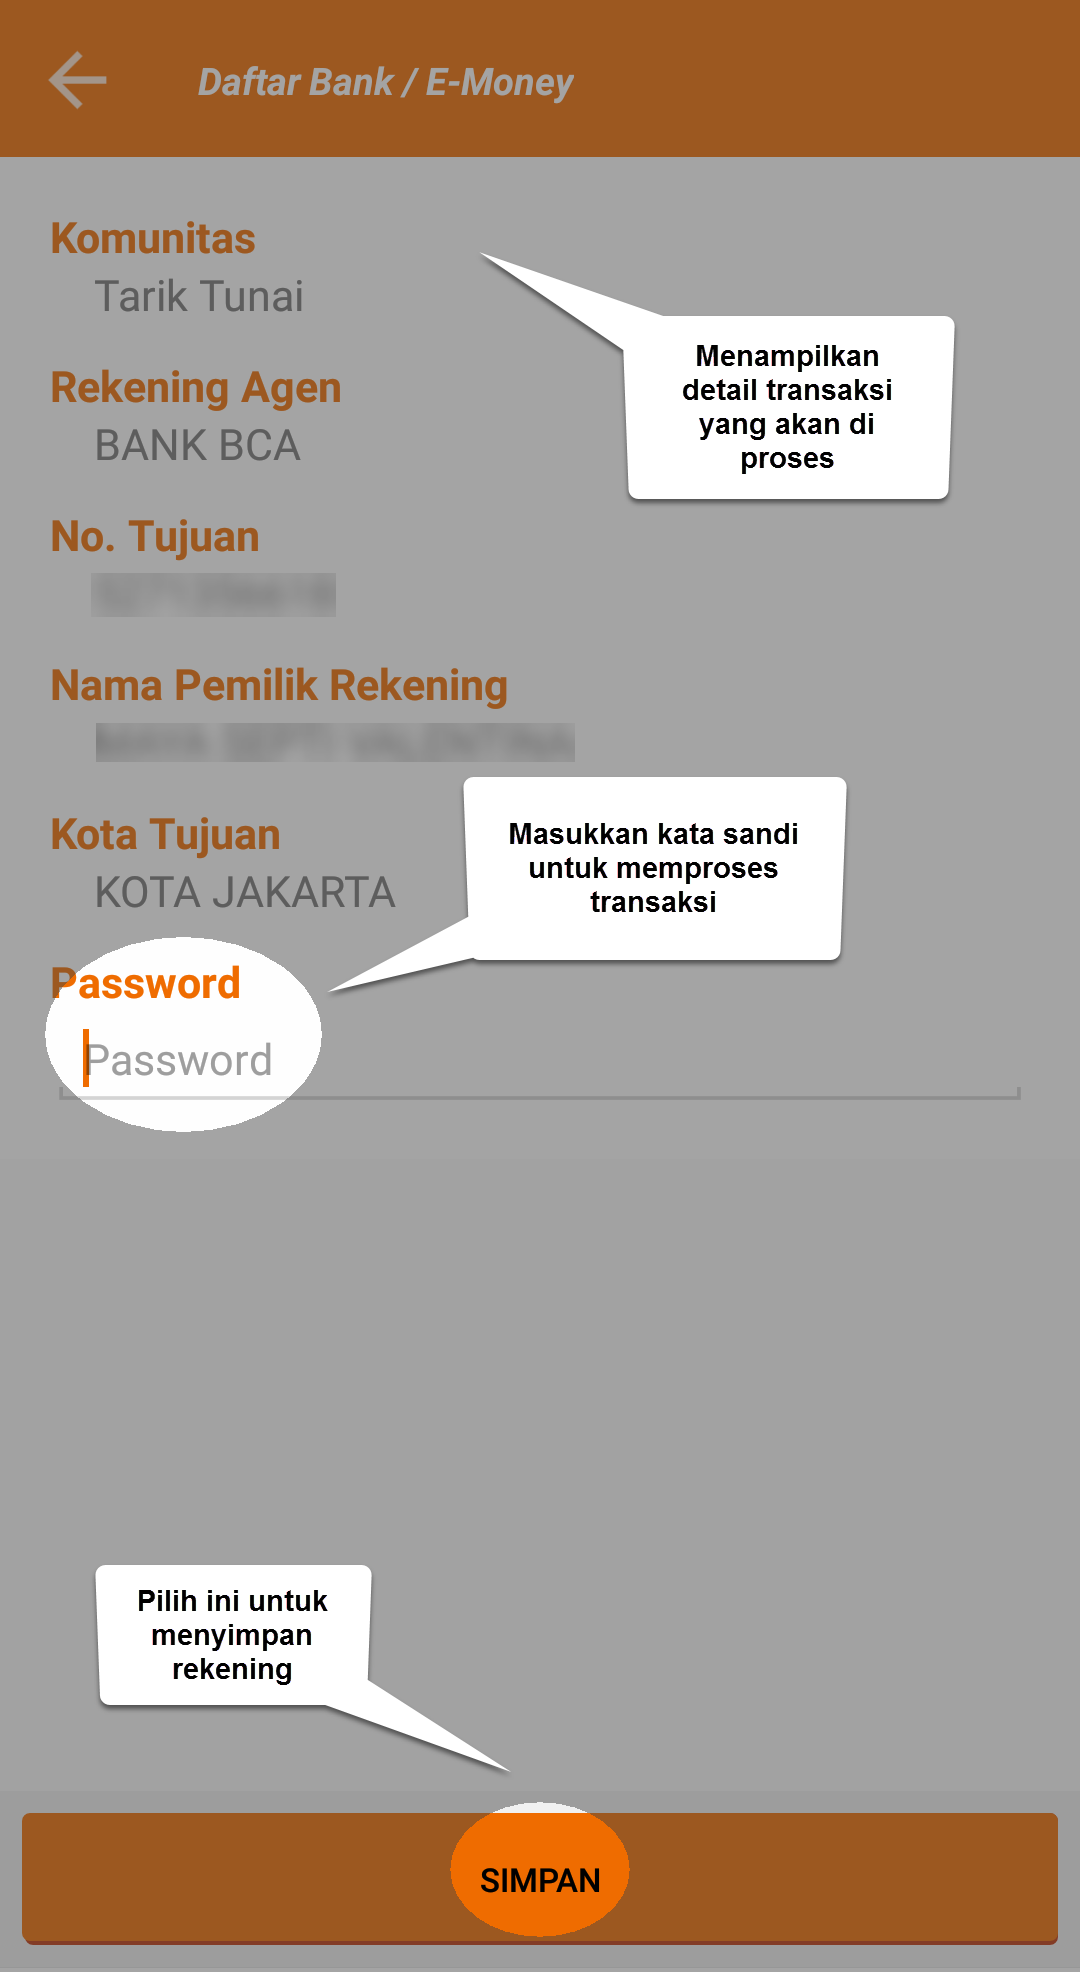 Daftar Bank / E-Money
Komunitas
Tarik Tunai
Menampilkan
detail transaksi
yang akan di
proses
Rekening Agen
BANK BCA
No. Tujuan
Nama Pemilik Rekening
Kota Tujuan
KOTA JAKARTA
Masukkan kata sandi
untuk memproses
transaksi
Password
Password
Pilih ini untuk
menyimpan
rekening
SIMPAN